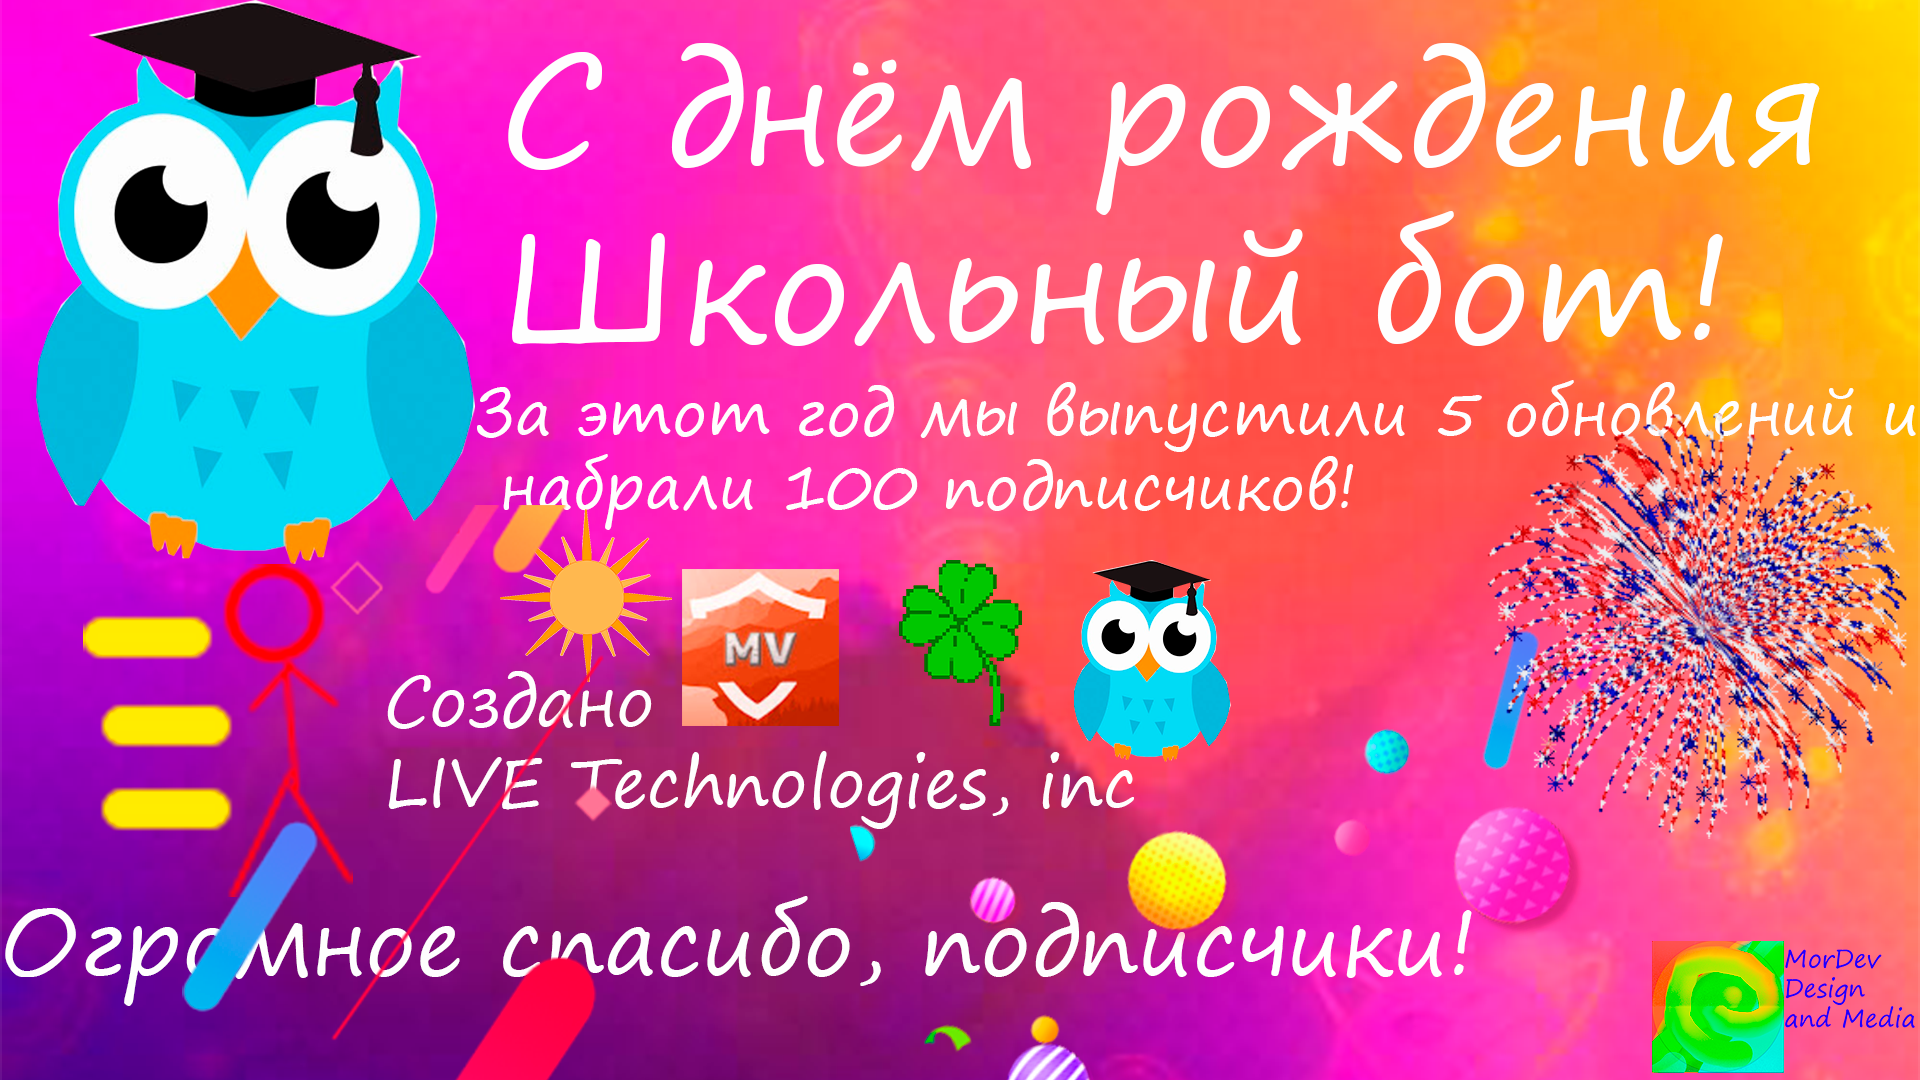 С днём рождения
Школьный бот!
За этот год мы выпустили 5 обновлений и
набрали 100 подписчиков!
MV
Создано
LIVE Technologies, inc
Огромное спасибо, подписчики!
MorDev
Design
and Media